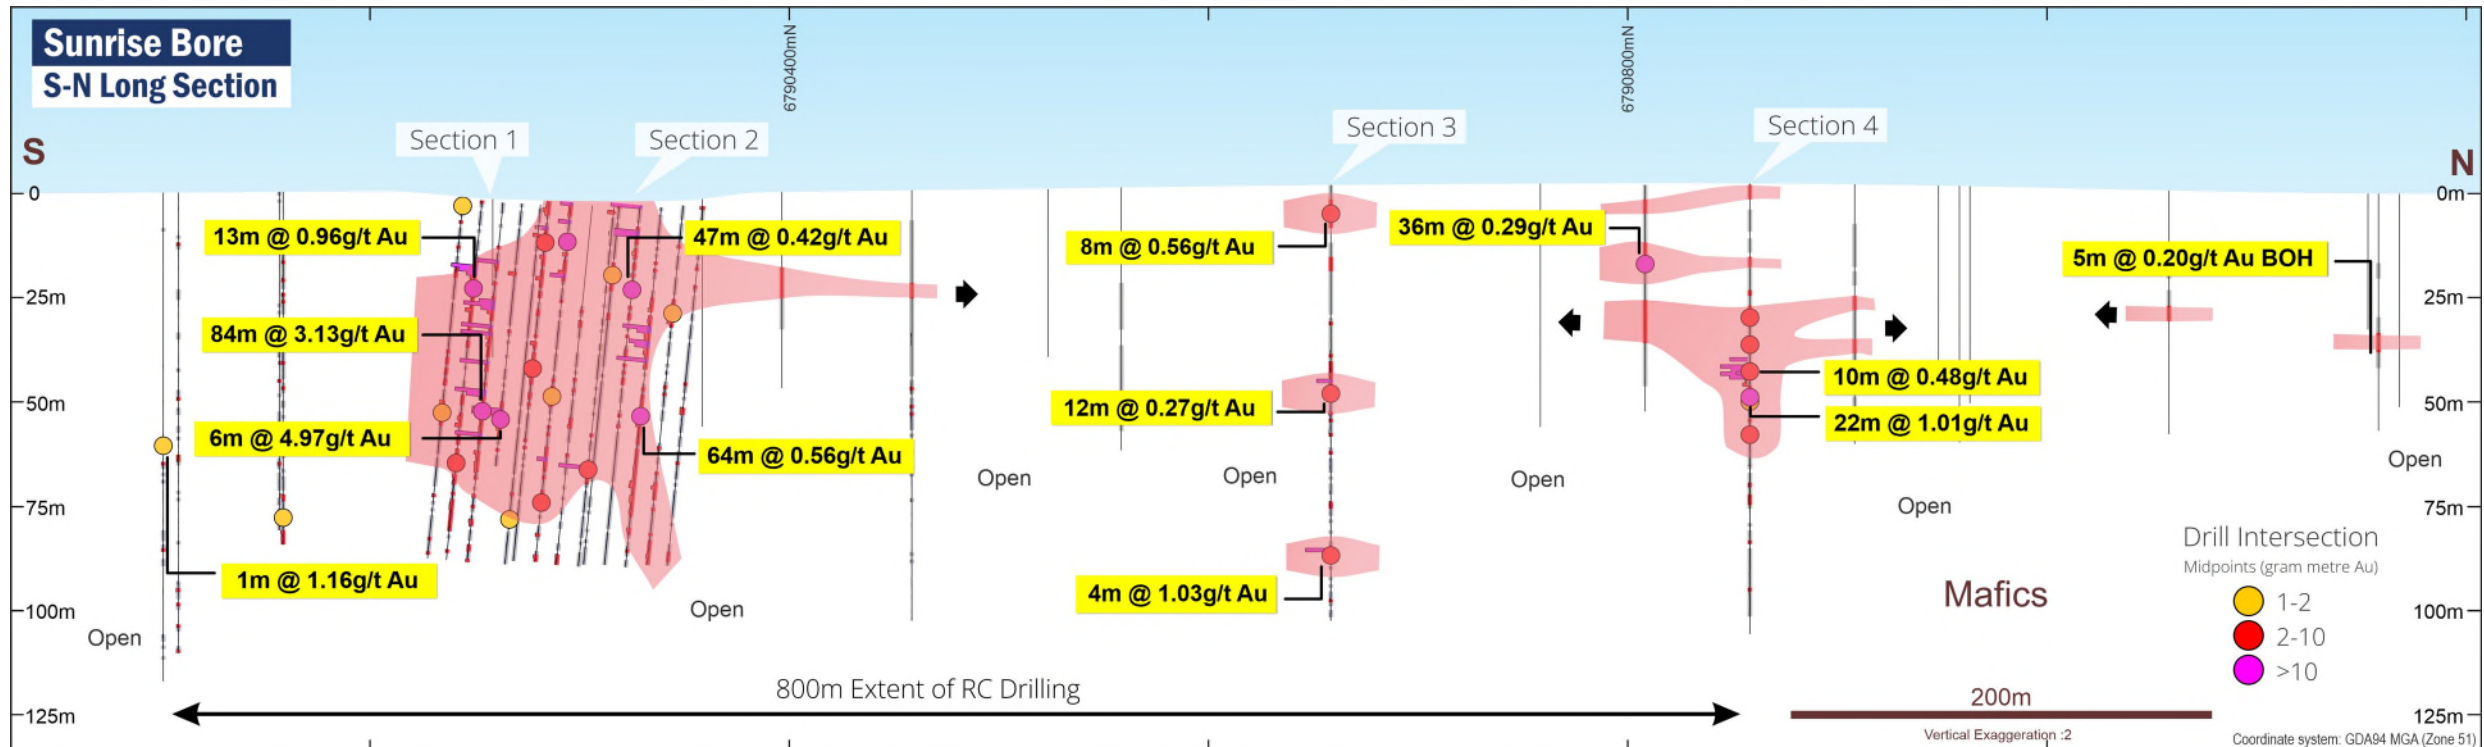 Sunrise Bore
S-N Long Section
6790400mN
6790800mN
Section 1
Section 2
Section 3
Section 4
S
N
0
0m
13m @ 0.96g/t Au
47m @ 0.42g/t Au
8m @ 0.56g/t Au
36m @ 0.29g/t Au
5m @ 0.20g/t Au BOH
25m
25m
84m @ 3.13g/t Au
10m @ 0.48g/t Au
50m
50m
12m @ 0.27g/t Au
22m @ 1.01g/t Au
6m @ 4.97g/t Au
64m @ 0.56g/t Au
Open
Open
Open
Open
Open
75m
75m
1m @ 1.16g/t Au
4m @ 1.03g/t Au
Mafics
Drill Intersection
Midpoints (gram metre Au)
1-2
2-10
>10
100m
100m
Open
Open
800m Extent of RC Drilling
200m
125m
125m
Vertical Exaggeration :2
Coordinate system: GDA94 MGA (Zone 51)